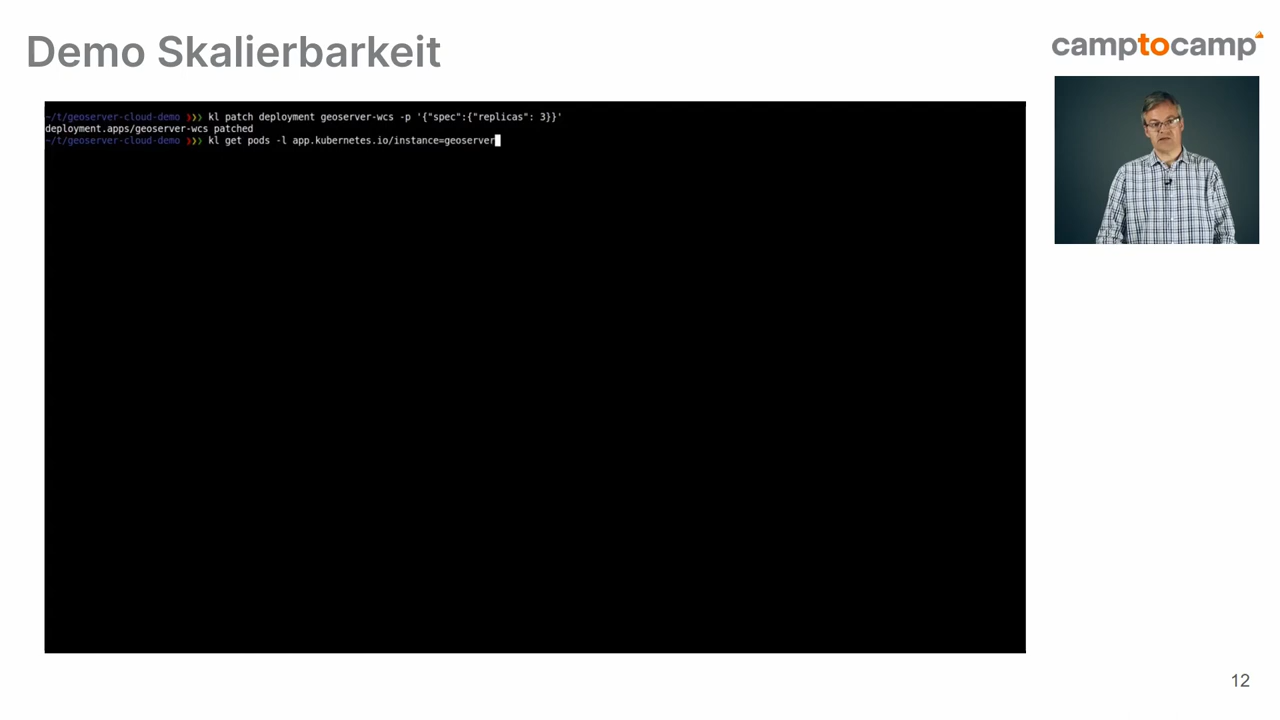 Demo Skalierbarkeit
camptocamp
~/t/geoserver-cloud-demo ❯❯❯ kl patch deployment geoserver-wcs -p '{"spec":{"replicas": 3}}'
deployment.apps/geoserver-wcs patched
~/t/geoserver-cloud-demo ❯❯❯ kl get pods -l app.kubernetes.io/instance=geoserver
12